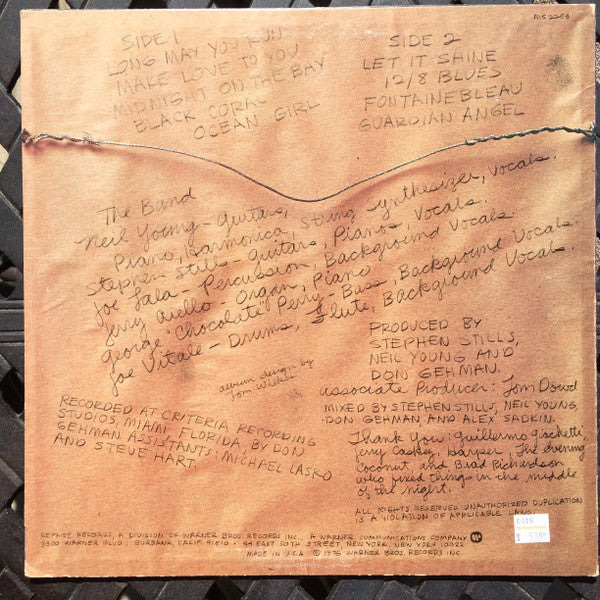 MS 2253
SIDE 1
LONG MAY YOU RUN
MAKE LOVE TO YOU
MIDNIGHT ON THE BAY
BLACK CORAL
OCEAN GIRL
SIDE 2
LET IT SHINE
12/8 BLUES
FONTAINEBLEAU
GUARDIAN ANGEL
The Band
Neil Young - Guitars,
Piano, Harmonica, String Synthesizer, Vocals.
Stephen Stills - Guitars, Pianos, Vocals.
Joe Lala - Percussion, Background Vocals.
Jerry Aiello - Organ, Piano
George 'Chocolate' Perry - Bass, Background Vocals.
Joe Vitale - Drums, Flute, Background Vocals.
album design by
Tom Wilkes
RECORDED AT CRITERIA RECORDING
STUDIOS, MIAMI, FLORIDA, BY DON
GEHMAN. ASSISTANTS: MICHAEL LASKO
AND STEVE HART.
PRODUCED BY
STEPHEN STILLS,
NEIL YOUNG AND
DON GEHMAN.
Associate Producer: Tom Dowd
MIXED BY STEPHEN STILLS, NEIL YOUNG,
DON GEHMAN AND ALEX SADKIN.
Thank You: Guillermo Giachetti,
Jerry Caskey, Harper, The evening
Coconut, and Brad Richardson
who fixed things in the middle
of the night.
ALL RIGHTS RESERVED UNAUTHORIZED DUPLICATION
IS A VIOLATION OF APPLICABLE LAWS.
REPRISE RECORDS, A DIVISION OF WARNER BROS. RECORDS INC. A WARNER COMMUNICATIONS COMPANY
3300 WARNER BLVD., BURBANK, CALIF. 91510 • 44 EAST 50TH STREET, NEW YORK, NEW YORK 10022
MADE IN U.S.A. © 1976 WARNER BROS. RECORDS INC.